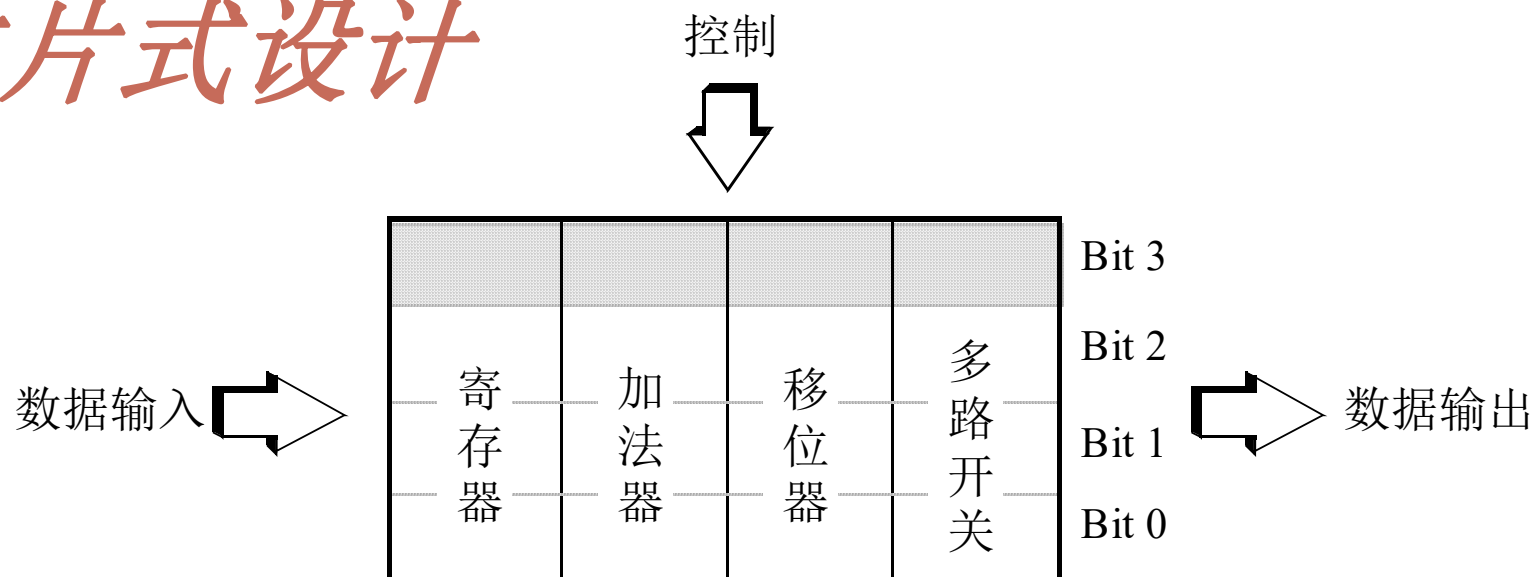 片式设计
控制
Bit 3
Bit 2
Bit 1
Bit 0
数据输入
寄存器
加法器
移位器
多路开关
数据输出